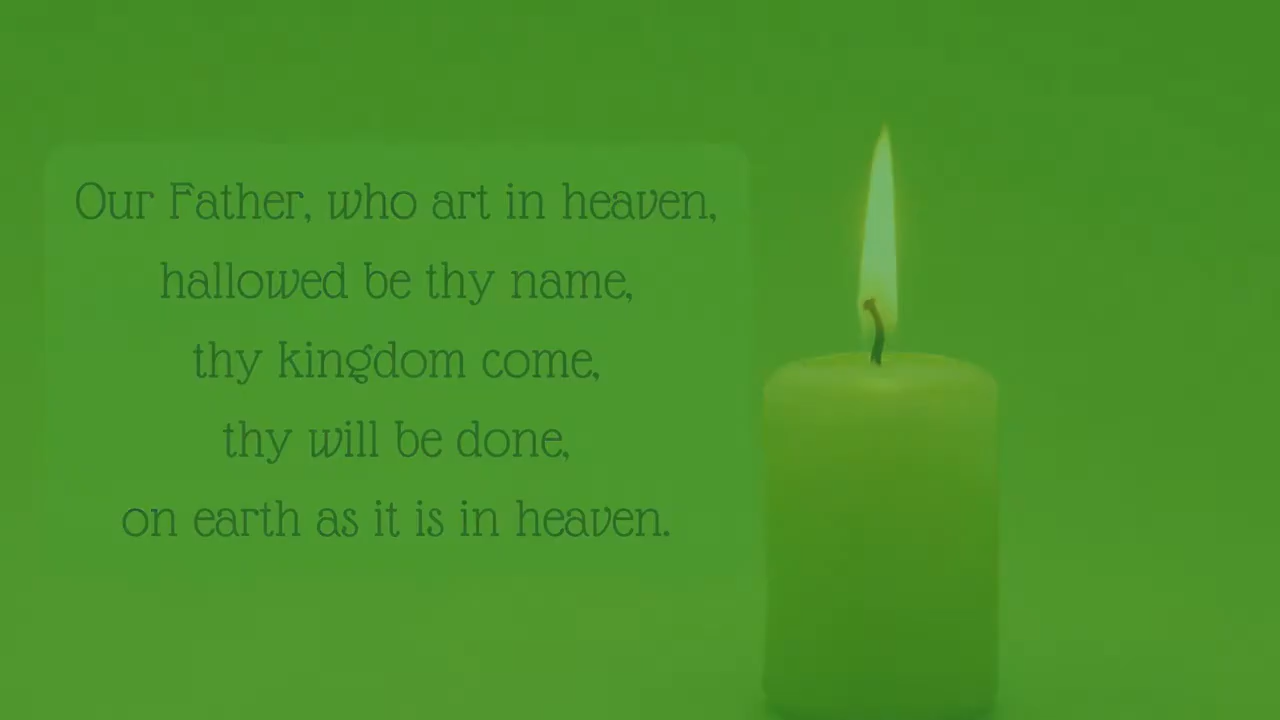 Our Father, who art in heaven,
hallowed be thy name,
thy kingdom come,
thy will be done,
on earth as it is in heaven.